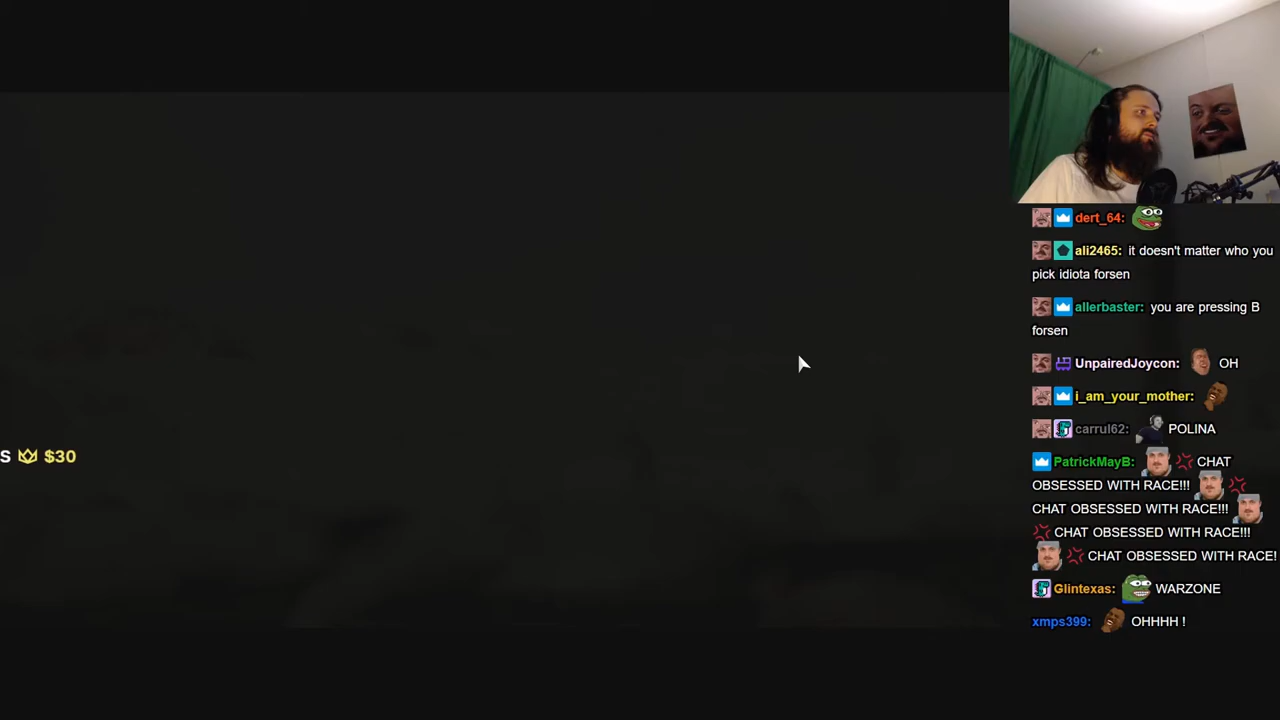 dert_64:
ali2465: it doesn't matter who you
pick idiota forsen
allerbaster: you are pressing B
forsen
UnpairedJoycon: OH
i_am_your_mother:
carrul62: POLINA
S $30
PatrickMayB: CHAT
OBSESSED WITH RACE!!!
CHAT OBSESSED WITH RACE!!!
CHAT OBSESSED WITH RACE!!!
CHAT OBSESSED WITH RACE!
Glintexas: WARZONE
xmps399: OHHHH !